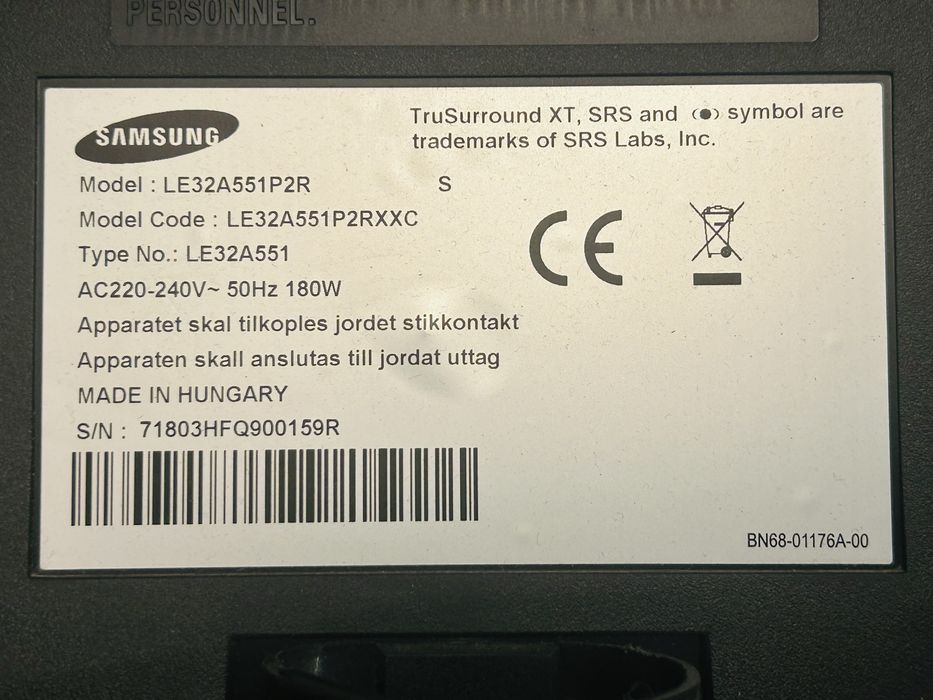 PERSONNEL.
SAMSUNG
TruSurround XT, SRS and (●) symbol are
trademarks of SRS Labs, Inc.
Model : LE32A551P2R S
Model Code : LE32A551P2RXXC
Type No.: LE32A551
AC220-240V~ 50Hz 180W
Apparatet skal tilkoples jordet stikkontakt
Apparaten skall anslutas till jordat uttag
MADE IN HUNGARY
S/N : 71803HFQ900159R
CE
BN68-01176A-00